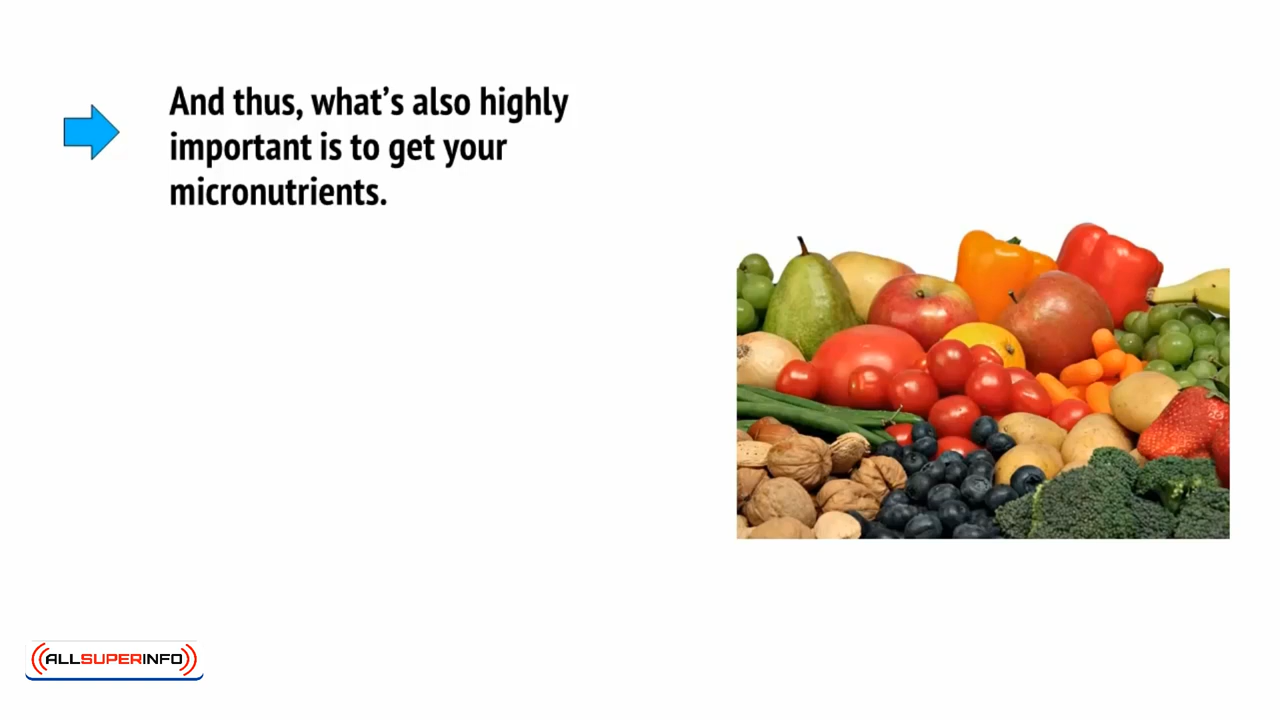 And thus, what's also highly
important is to get your
micronutrients.
ALLSUPERINFO